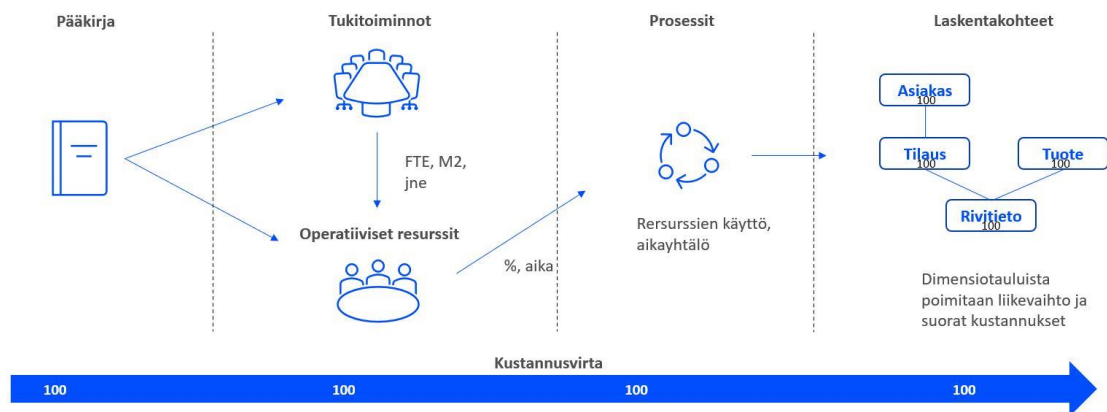 Pääkirja
Tukitoiminnot
Prosessit
Laskentakohteet
FTE, M2,
jne
Operatiiviset resurssit
%, aika
Rersurssien käyttö,
aikayhtälö
Asiakas
100
Tilaus
100
Tuote
100
Rivitieto
100
Dimensiotauluista
poimitaan liikevaihto ja
suorat kustannukset
Kustannusvirta
100
100
100
100